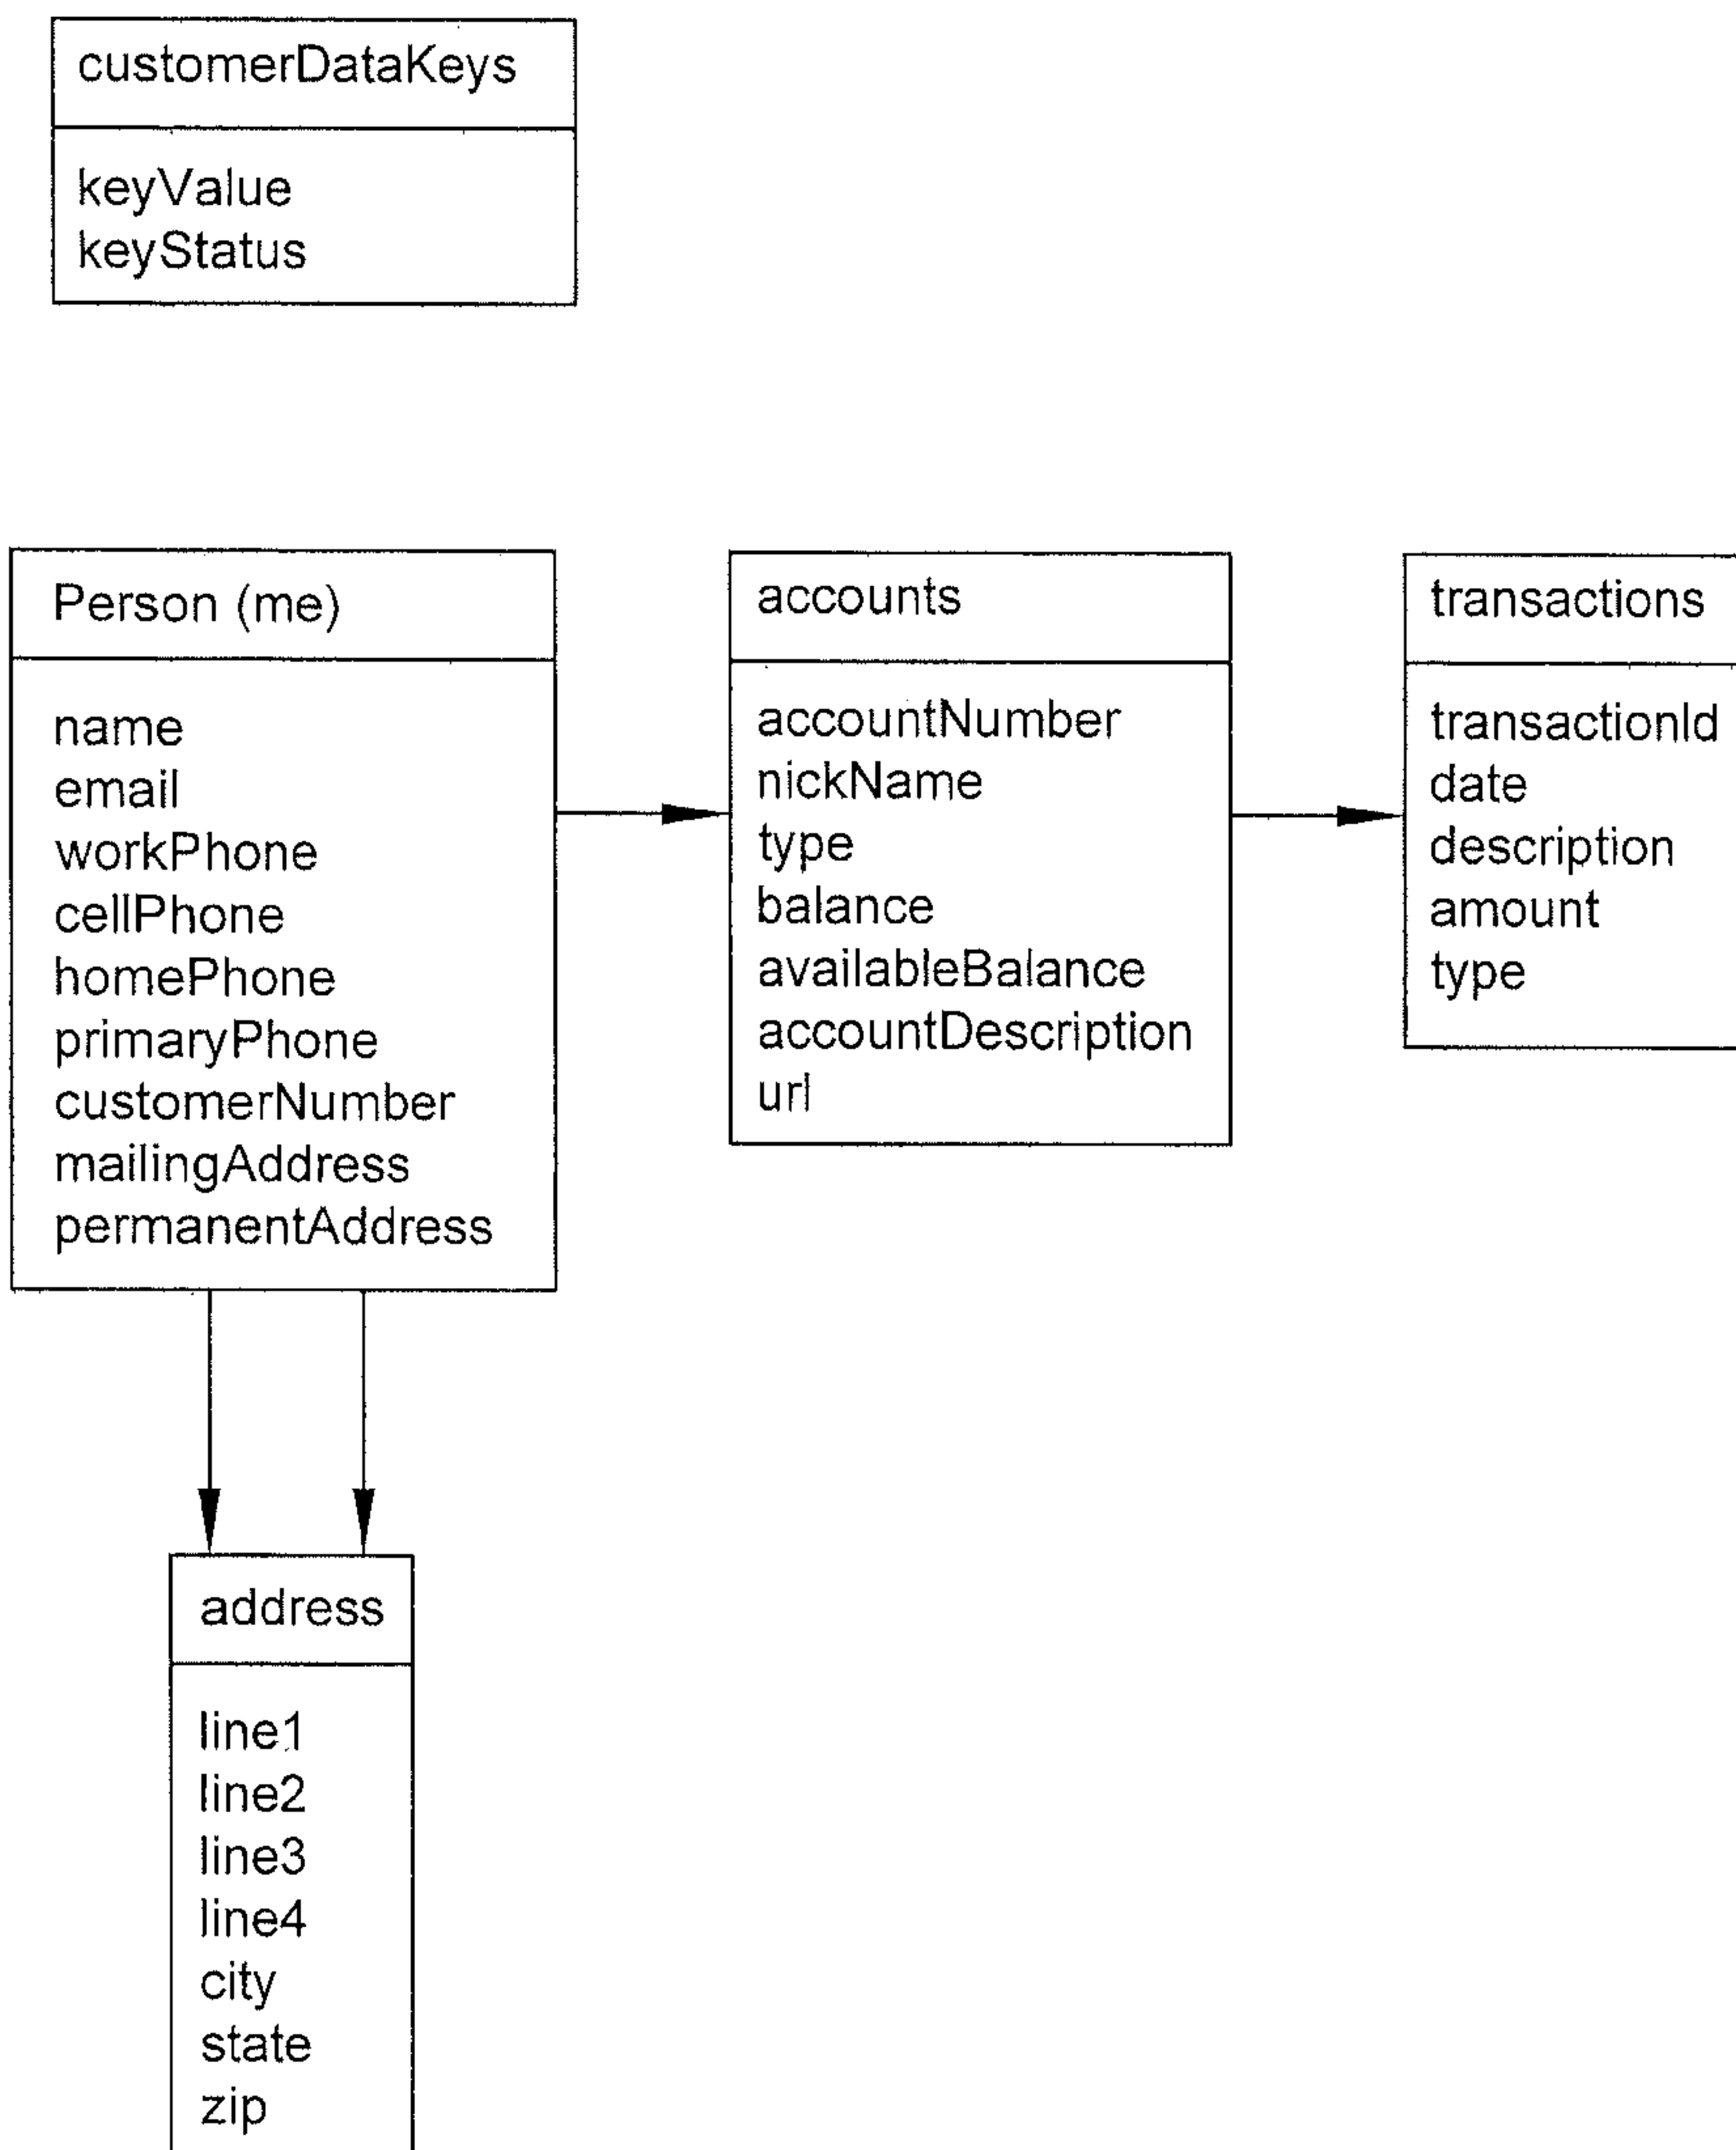 customerDataKeys
keyValue
keyStatus
Person (me)
name
email
workPhone
cellPhone
homePhone
primaryPhone
customerNumber
mailingAddress
permanentAddress
accounts
accountNumber
nickName
type
balance
availableBalance
accountDescription
url
transactions
transactionId
date
description
amount
type
address
line1
line2
line3
line4
city
state
zip